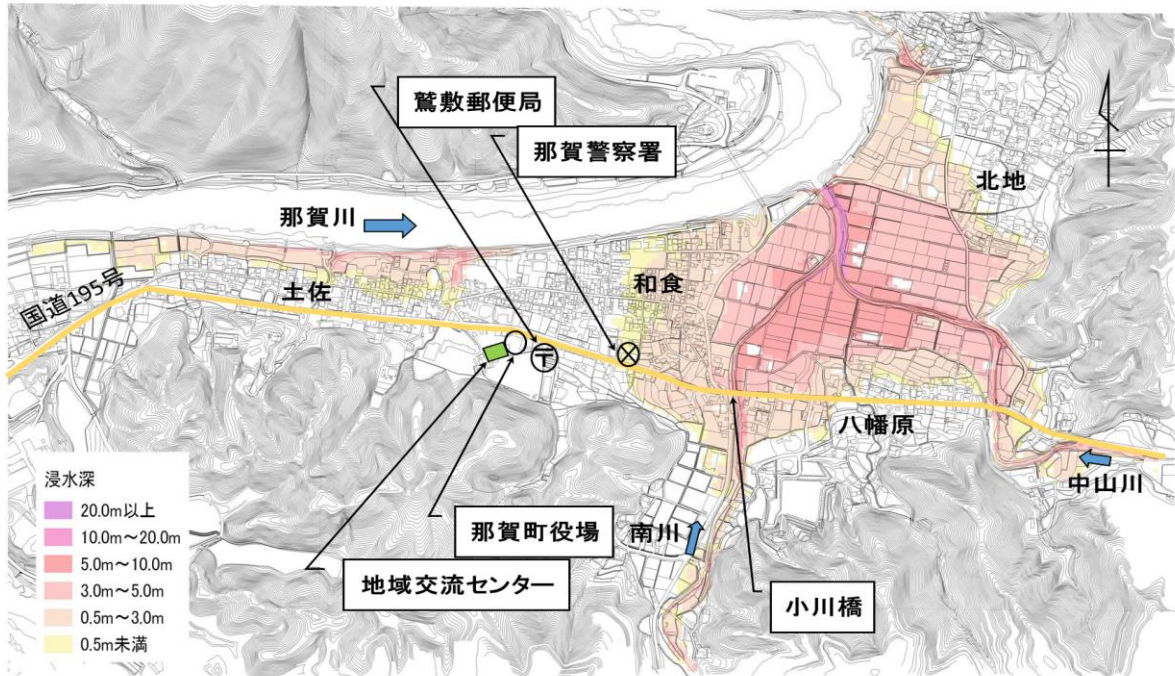 鷲敷郵便局
那賀警察署
北地
那賀川
国道195号
土佐
和食
〒
八幡原
中山川
浸水深
20.0m以上
10.0m～20.0m
5.0m～10.0m
3.0m～5.0m
0.5m～3.0m
0.5m未満
那賀町役場
南川
地域交流センター
小川橋